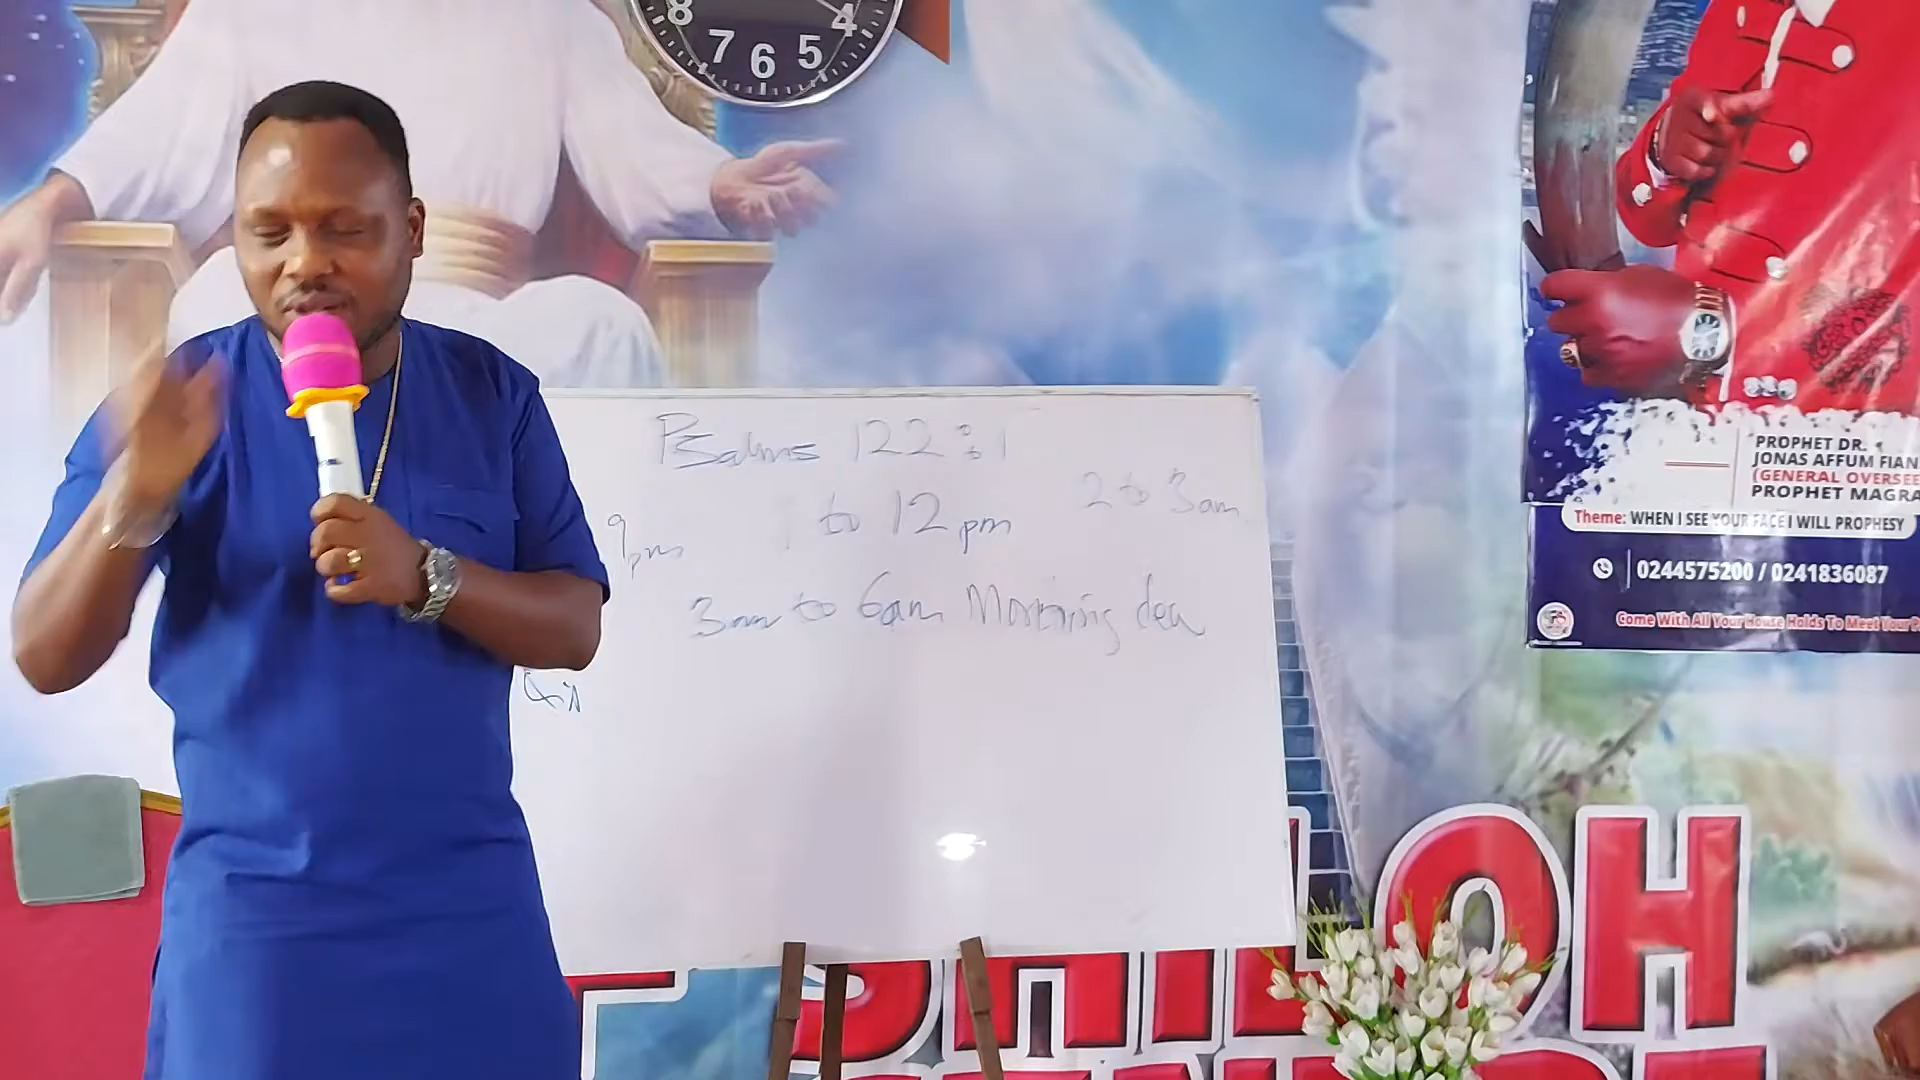 8 7 6 5 4
Psalms 122:1
2 to 3am
9pm
to 12pm
3am to 6am Morning dew
PROPHET DR.
JONAS AFFUM FIAN
(GENERAL OVERSEE
PROPHET MAGRA
Theme: WHEN I SEE YOUR FACE I WILL PROPHESY
0244575200 / 0241836087
Come With All Your House Holds To Meet Your P
SHILOH